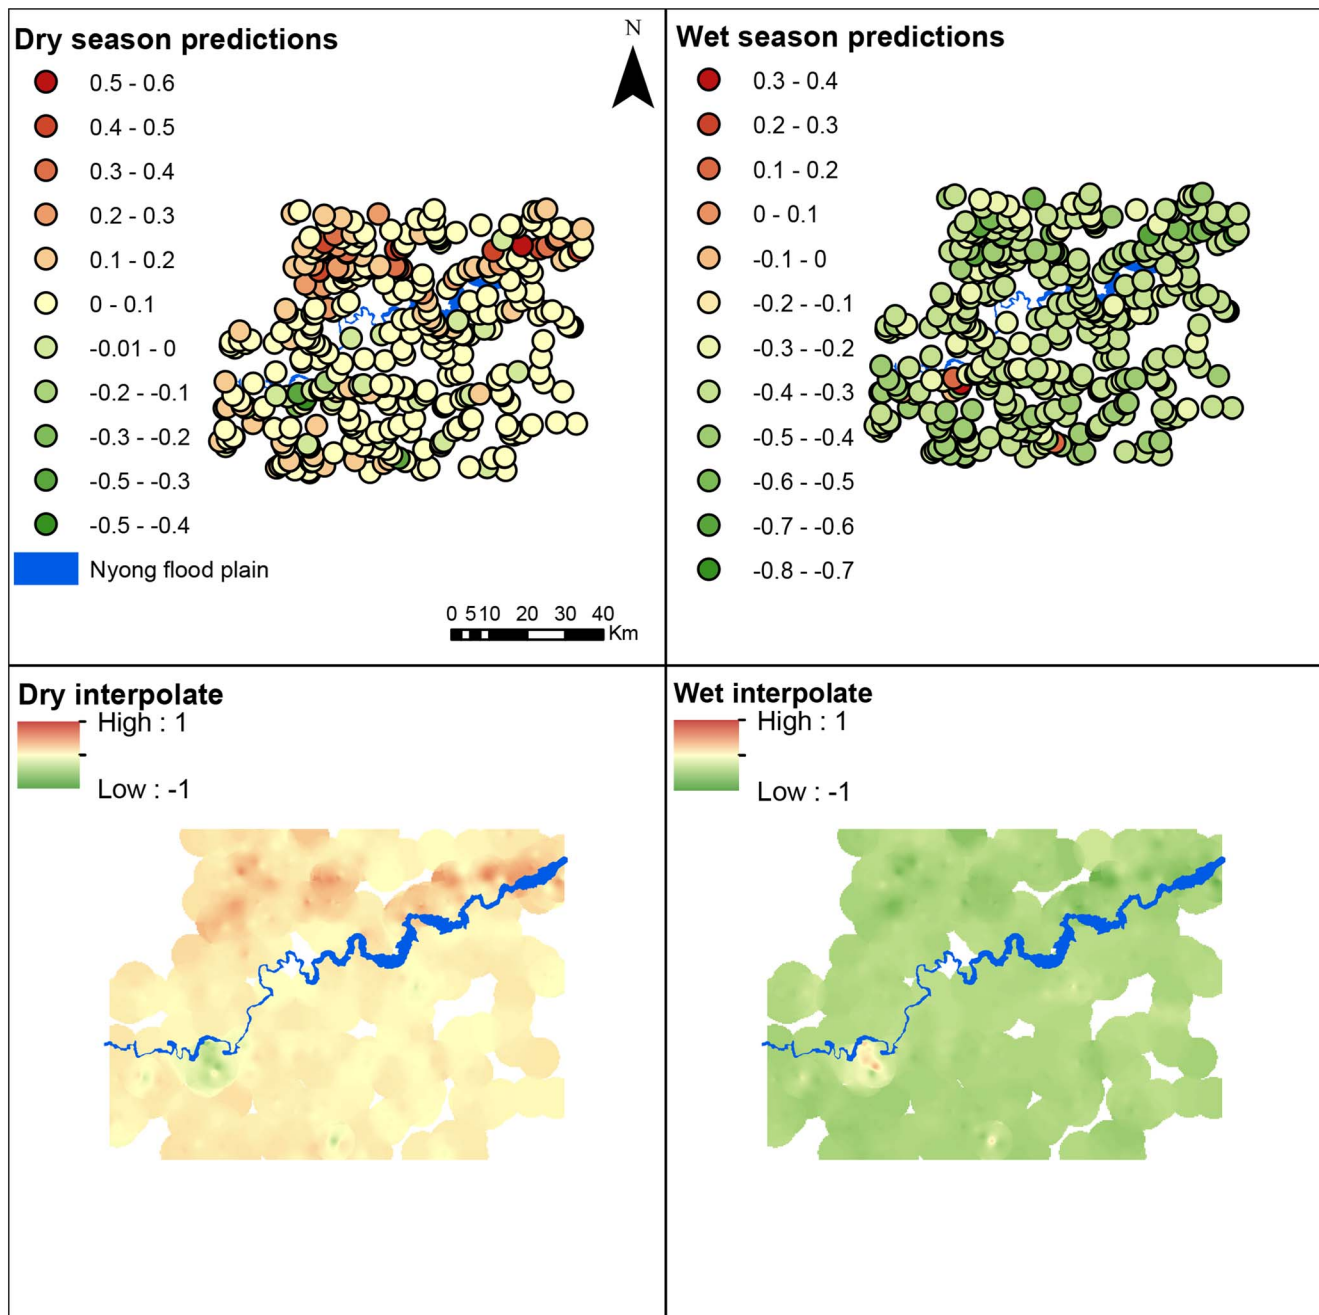 Dry season predictions
0.5 - 0.6
0.4 - 0.5
0.3 - 0.4
0.2 - 0.3
0.1 - 0.2
0 - 0.1
-0.01 - 0
-0.2 - -0.1
-0.3 - -0.2
-0.5 - -0.3
-0.5 - -0.4
Nyong flood plain
N
0 510 20 30 40
Km
Wet season predictions
0.3 - 0.4
0.2 - 0.3
0.1 - 0.2
0 - 0.1
-0.1 - 0
-0.2 - -0.1
-0.3 - -0.2
-0.4 - -0.3
-0.5 - -0.4
-0.6 - -0.5
-0.7 - -0.6
-0.8 - -0.7
Dry interpolate
High : 1
Low : -1
Wet interpolate
High : 1
Low : -1